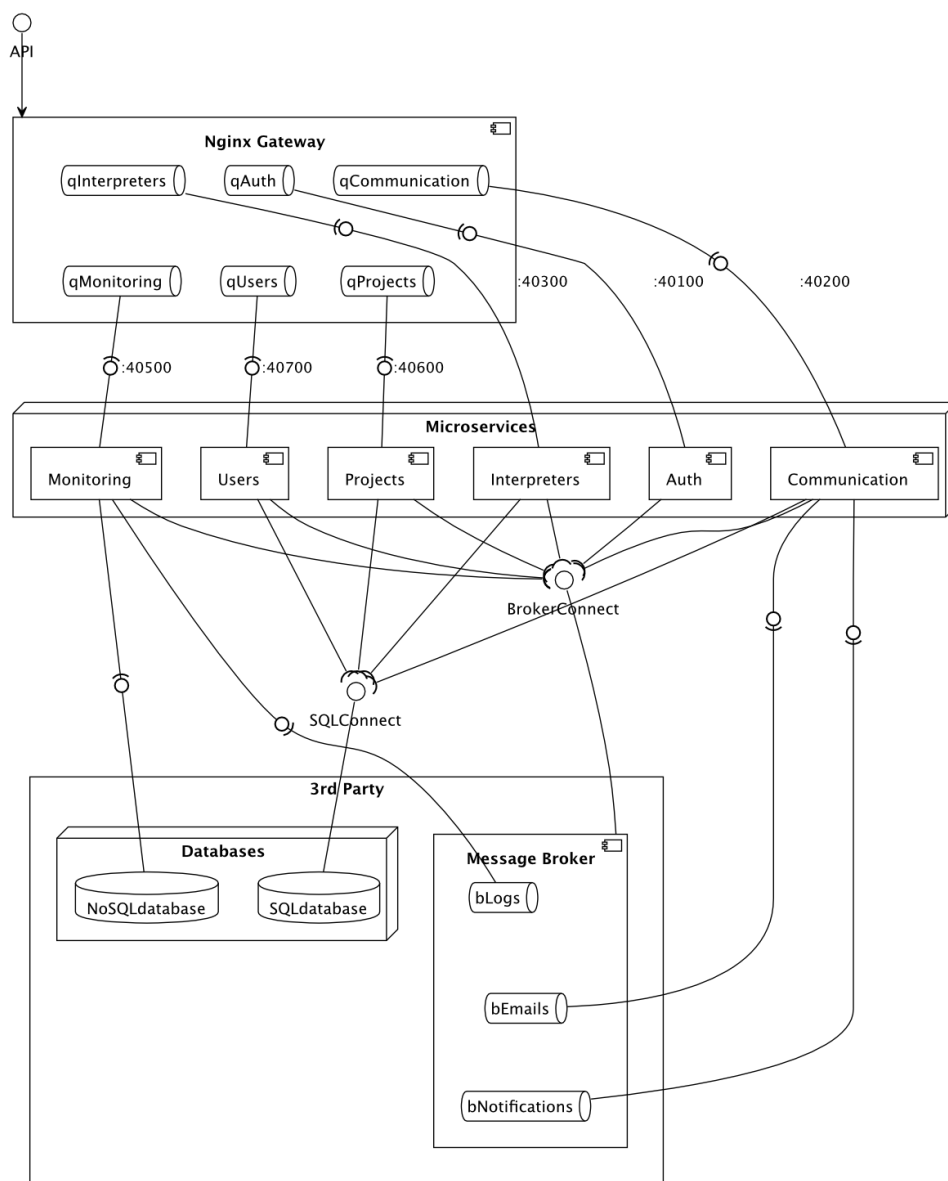 API
Nginx Gateway
qInterpreters
qAuth
qCommunication
qMonitoring
qUsers
qProjects
:40300
:40100
:40200
:40500
:40700
:40600
Microservices
Monitoring
Users
Projects
Interpreters
Auth
Communication
BrokerConnect
SQLConnect
3rd Party
Databases
NoSQLdatabase
SQLdatabase
Message Broker
bLogs
bEmails
bNotifications